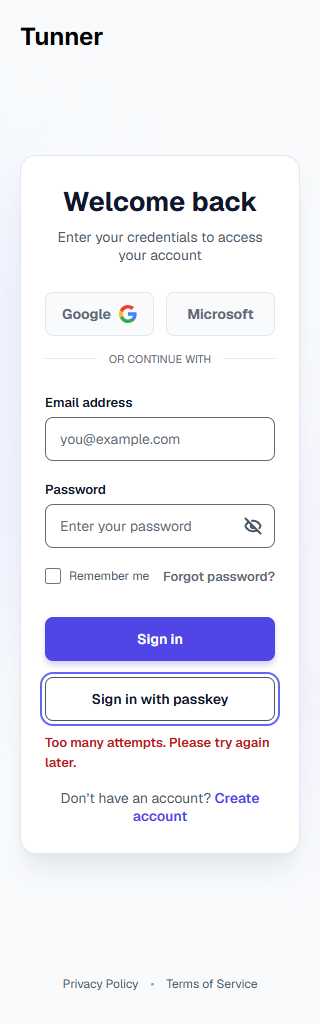 Tunner
Welcome back
Enter your credentials to access
your account
Google
Microsoft
OR CONTINUE WITH
Email address
you@example.com
Password
Enter your password
Remember me
Forgot password?
Sign in
Sign in with passkey
Too many attempts. Please try again
later.
Don't have an account? Create
account
Privacy Policy • Terms of Service